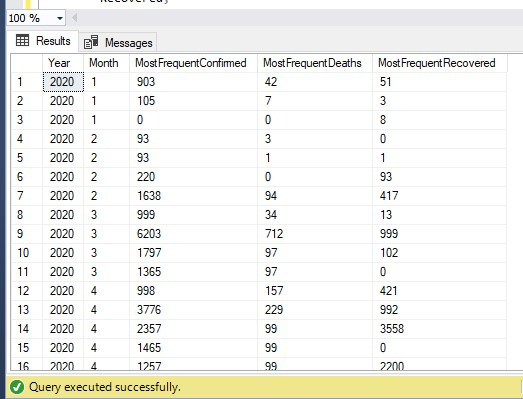 Recovered)
100 %
Results Messages
Year Month MostFrequentConfirmed MostFrequentDeaths MostFrequentRecovered
1 2020 1 903 42 51
2 2020 1 105 7 3
3 2020 1 0 0 8
4 2020 2 93 3 0
5 2020 2 93 1 1
6 2020 2 220 0 93
7 2020 2 1638 94 417
8 2020 3 999 34 13
9 2020 3 6203 712 999
10 2020 3 1797 97 102
11 2020 3 1365 97 0
12 2020 4 998 157 421
13 2020 4 3776 229 992
14 2020 4 2357 99 3558
15 2020 4 1465 99 0
16 2020 4 1257 99 2200
Query executed successfully.